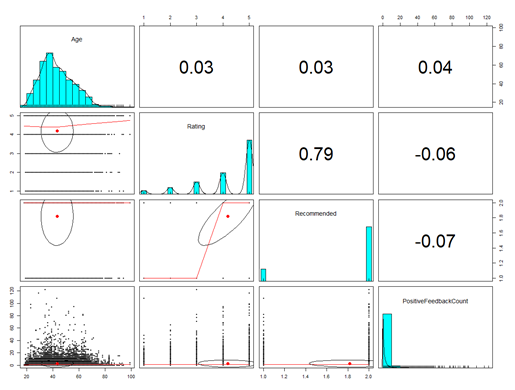 1 2 3 4 5
0 20 40 60 80 100 120
Age
0.03
0.03
0.04
20 40 60 80 100
1 2 3 4 5
Rating
0.79
-0.06
Recommended
-0.07
1.0 1.2 1.4 1.6 1.8 2.0
0 20 40 60 80 100 120
PositiveFeedbackCount
20 40 60 80 100
1.0 1.2 1.4 1.6 1.8 2.0